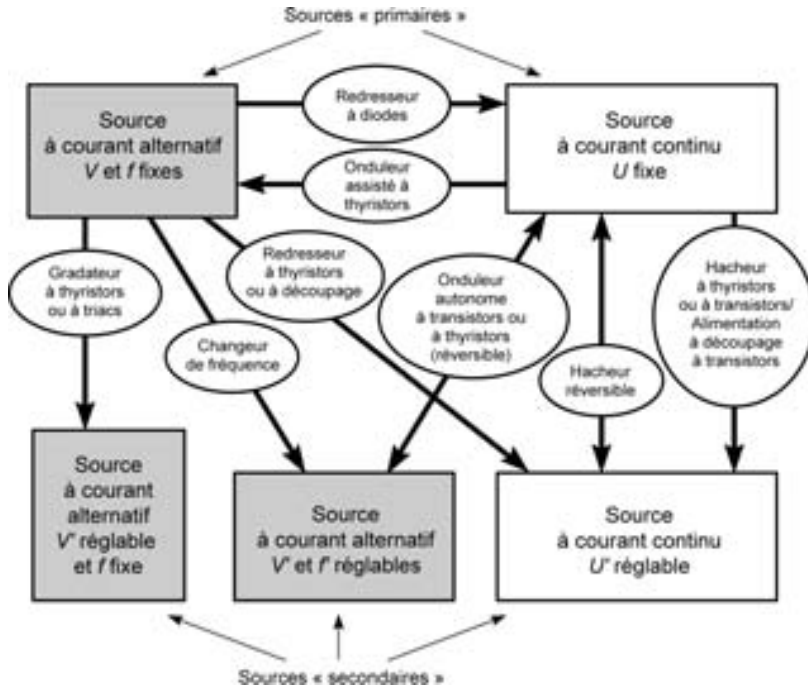 Sources « primaires »
Source
à courant alternatif
V et f fixes
Redresseur
à diodes
Source
à courant continu
U fixe
Onduleur
assisté à
thyristors
Gradateur
à thyristors
ou à triacs
Redresseur
à thyristors
ou à découpage
Changeur
de fréquence
Onduleur
autonome
à transistors ou
à thyristors
(réversible)
Hacheur
réversible
Hacheur
à thyristors
ou à transistors/
Alimentation
à découpage
à transistors
Source
à courant
alternatif
V' réglable
et f fixe
Source
à courant alternatif
V' et f' réglables
Source
à courant continu
U' réglable
Sources « secondaires »